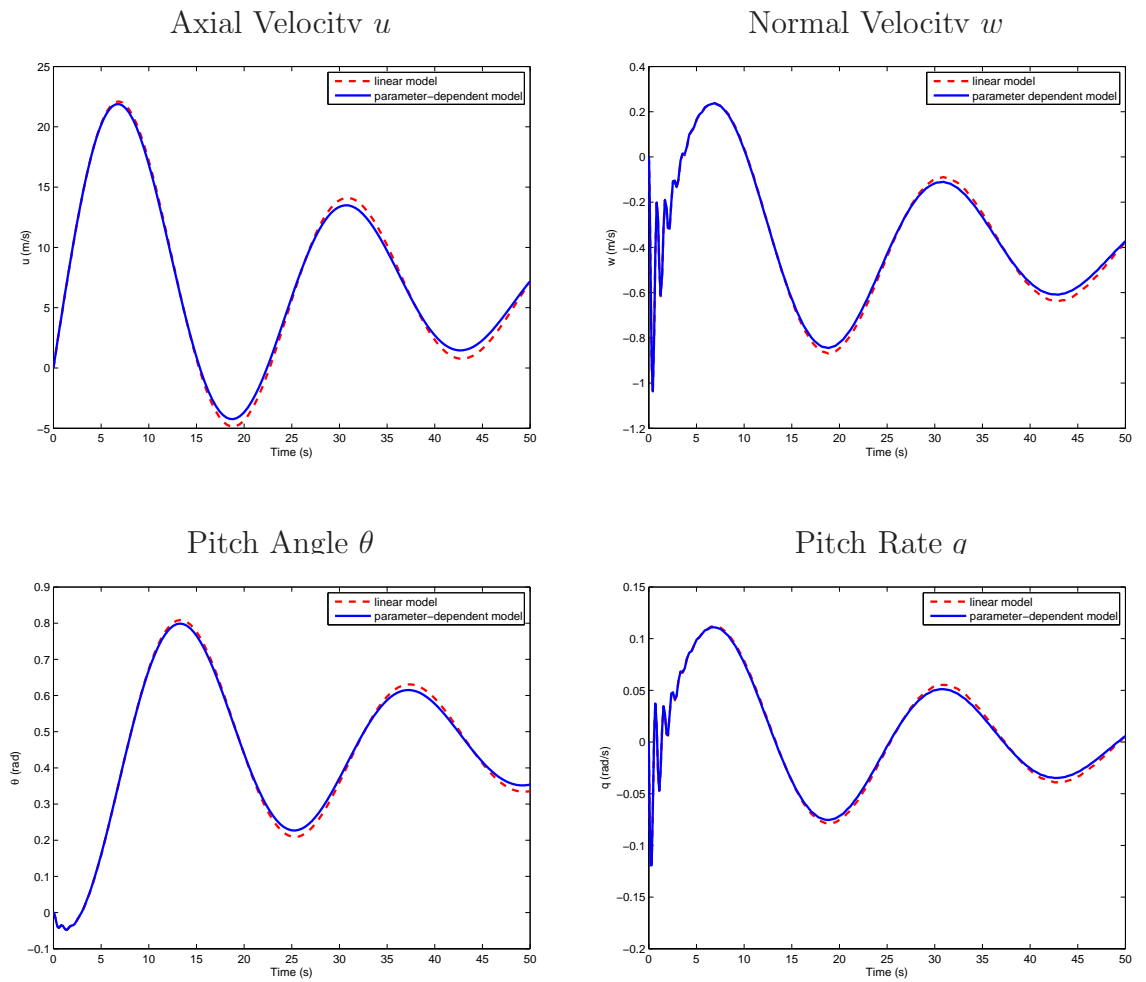 Axial Velocity u
25
20
15
10
5
0
−5
0 5 10 15 20 25 30 35 40 45 50
u (m/s)
Time (s)
linear model
parameter−dependent model
Normal Velocity w
0.4
0.2
0
−0.2
−0.4
−0.6
−0.8
−1
−1.2
0 5 10 15 20 25 30 35 40 45 50
w (m/s)
Time (s)
linear model
parameter dependent model
Pitch Angle θ
0.9
0.8
0.7
0.6
0.5
0.4
0.3
0.2
0.1
0
−0.1
0 5 10 15 20 25 30 35 40 45 50
θ (rad)
Time (s)
linear model
parameter−dependent model
Pitch Rate q
0.15
0.1
0.05
0
−0.05
−0.1
−0.15
−0.2
0 5 10 15 20 25 30 35 40 45 50
q (rad/s)
Time (s)
linear model
parameter−dependent model